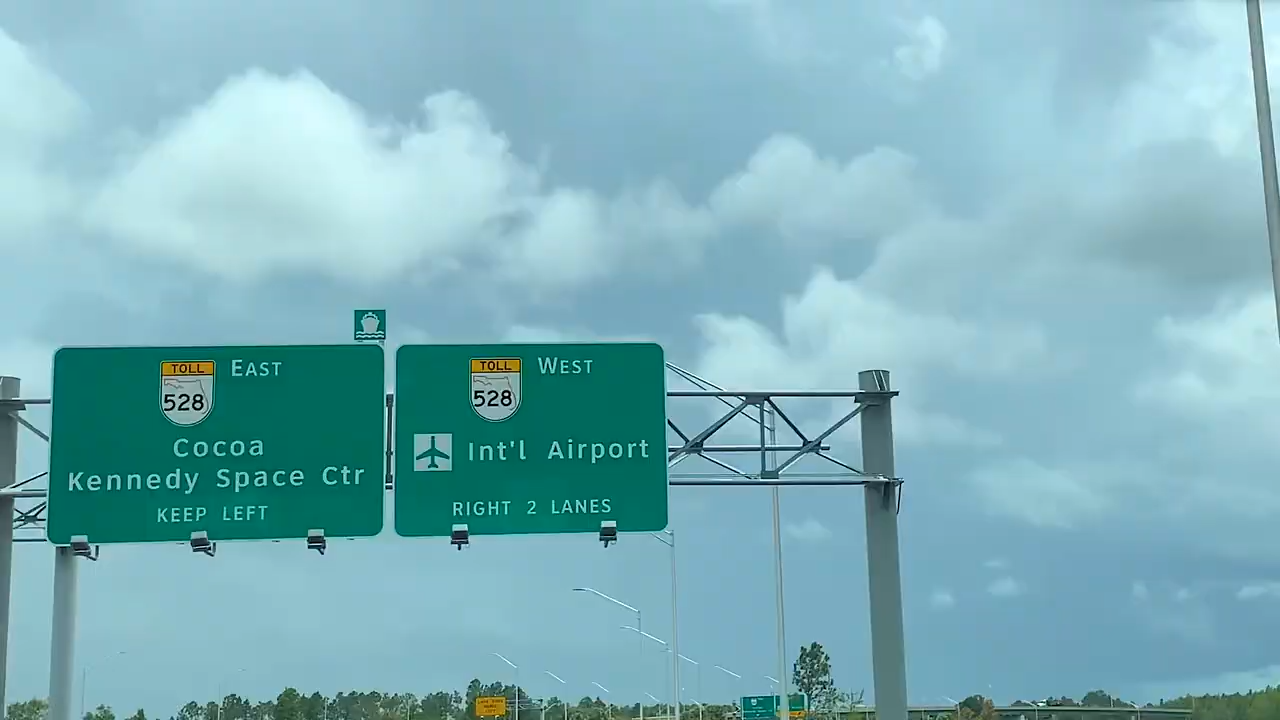 TOLL
528
EAST
Cocoa
Kennedy Space Ctr
KEEP LEFT
TOLL
528
WEST
Int'l Airport
RIGHT 2 LANES